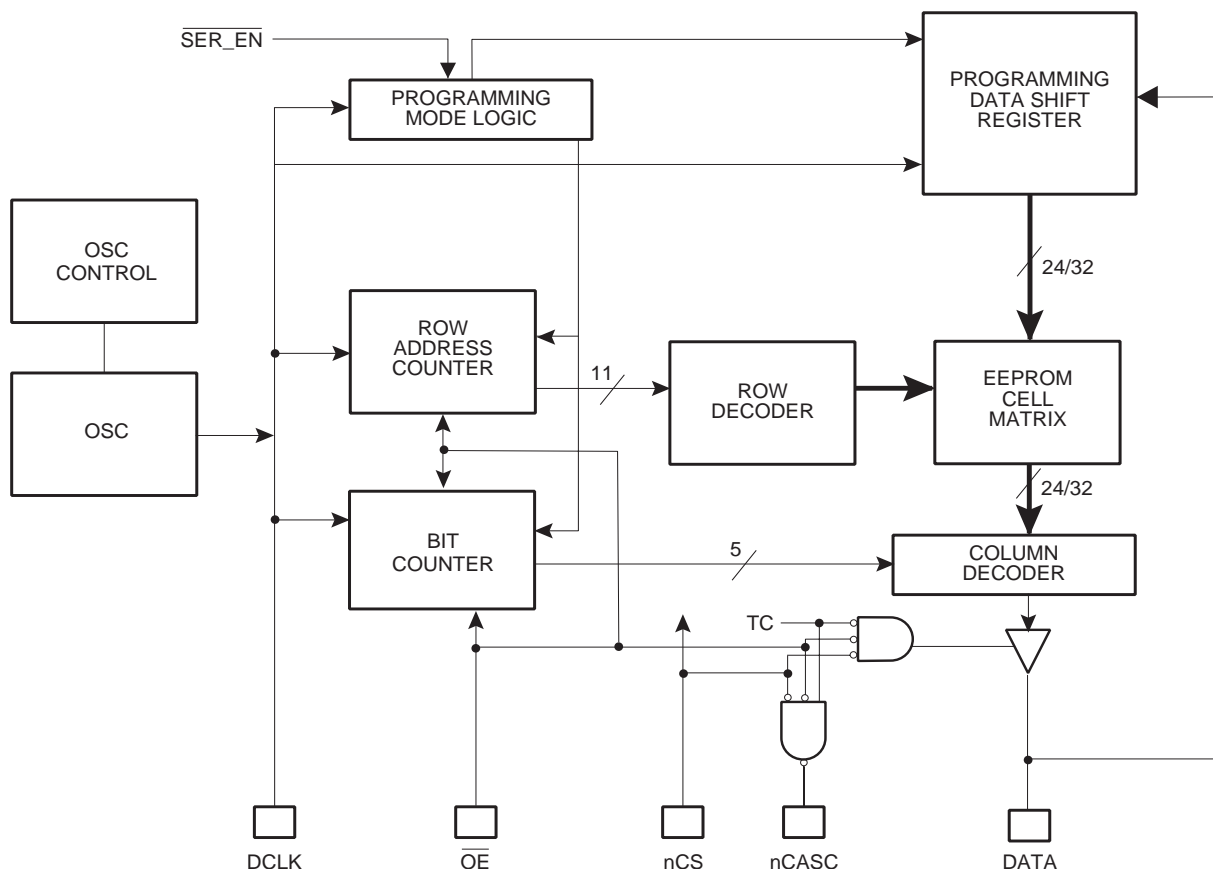 SER_EN
PROGRAMMING
MODE LOGIC
PROGRAMMING
DATA SHIFT
REGISTER
OSC
CONTROL
24/32
ROW
ADDRESS
COUNTER
11
ROW
DECODER
EEPROM
CELL
MATRIX
OSC
24/32
BIT
COUNTER
5
COLUMN
DECODER
TC
DCLK
OE
nCS
nCASC
DATA